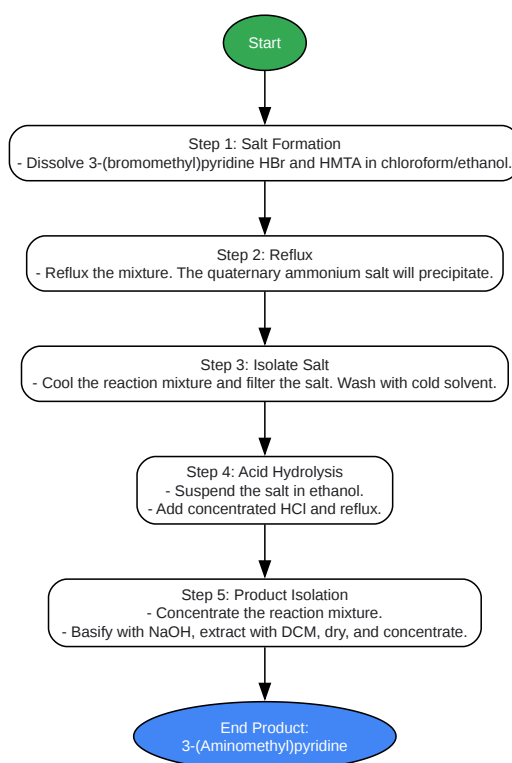 Start
Step 1: Salt Formation
- Dissolve 3-(bromomethyl)pyridine HBr and HMTA in chloroform/ethanol.
Step 2: Reflux
- Reflux the mixture. The quaternary ammonium salt will precipitate.
Step 3: Isolate Salt
- Cool the reaction mixture and filter the salt. Wash with cold solvent.
Step 4: Acid Hydrolysis
- Suspend the salt in ethanol.
- Add concentrated HCl and reflux.
Step 5: Product Isolation
- Concentrate the reaction mixture.
- Basify with NaOH, extract with DCM, dry, and concentrate.
End Product:
3-(Aminomethyl)pyridine